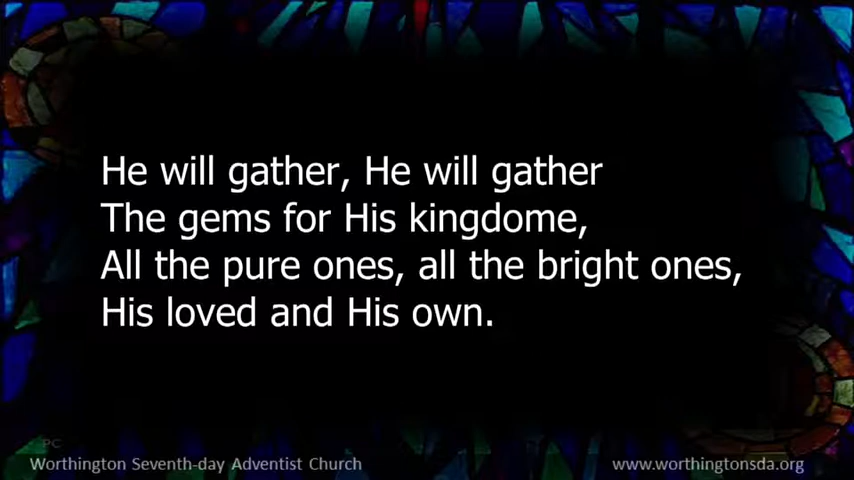 He will gather, He will gather
The gems for His kingdome,
All the pure ones, all the bright ones,
His loved and His own.
PC
Worthington Seventh-day Adventist Church
www.worthingtonsda.org